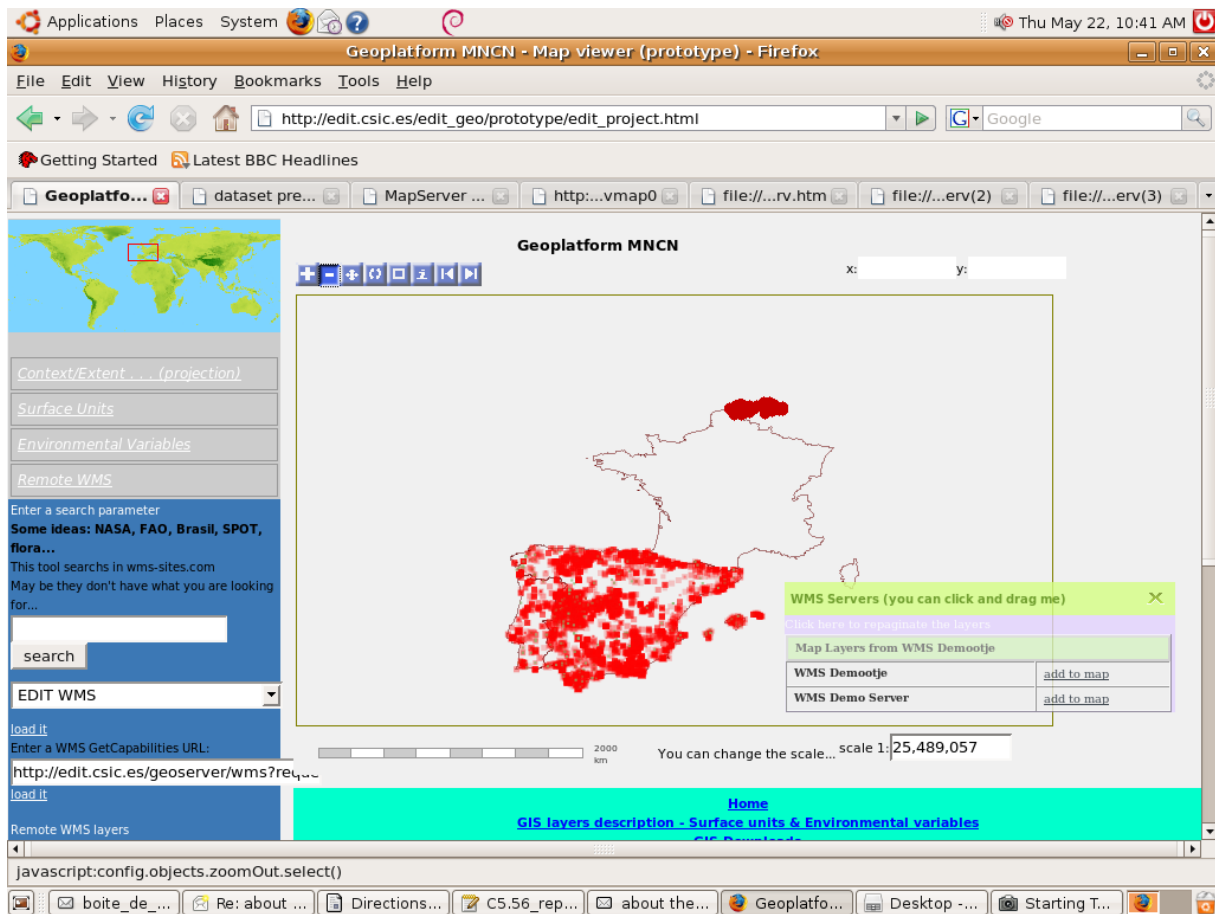 Applications Places System
Thu May 22, 10:41 AM
Geoplatform MNCN - Map viewer (prototype) - Firefox
File Edit View History Bookmarks Tools Help
http://edit.csic.es/edit_geo/prototype/edit_project.html
G Google
Getting Started Latest BBC Headlines
Geoplatfo... dataset pre... MapServer ... http:...vmap0 file://...rv.htm file://...erv(2) file://...erv(3)
Geoplatform MNCN
x: y:
Context/Extent . . . (projection)
Surface Units
Environmental Variables
Remote WMS
Enter a search parameter
Some ideas: NASA, FAO, Brasil, SPOT,
flora...
This tool searchs in wms-sites.com
May be they don't have what you are looking
for...
search
EDIT WMS
load it
Enter a WMS GetCapabilities URL:
http://edit.csic.es/geoserver/wms?reque
load it
Remote WMS layers
WMS Servers (you can click and drag me)
Click here to repaginate the layers
Map Layers from WMS Demootje
WMS Demootje add to map
WMS Demo Server add to map
2000
km
You can change the scale... scale 1: 25,489,057
Home
GIS layers description - Surface units & Environmental variables
GIS Downloads
javascript:config.objects.zoomOut.select()
boite_de_... Re: about ... Directions... C5.56_rep... about the... Geoplatfo... Desktop -... Starting T...